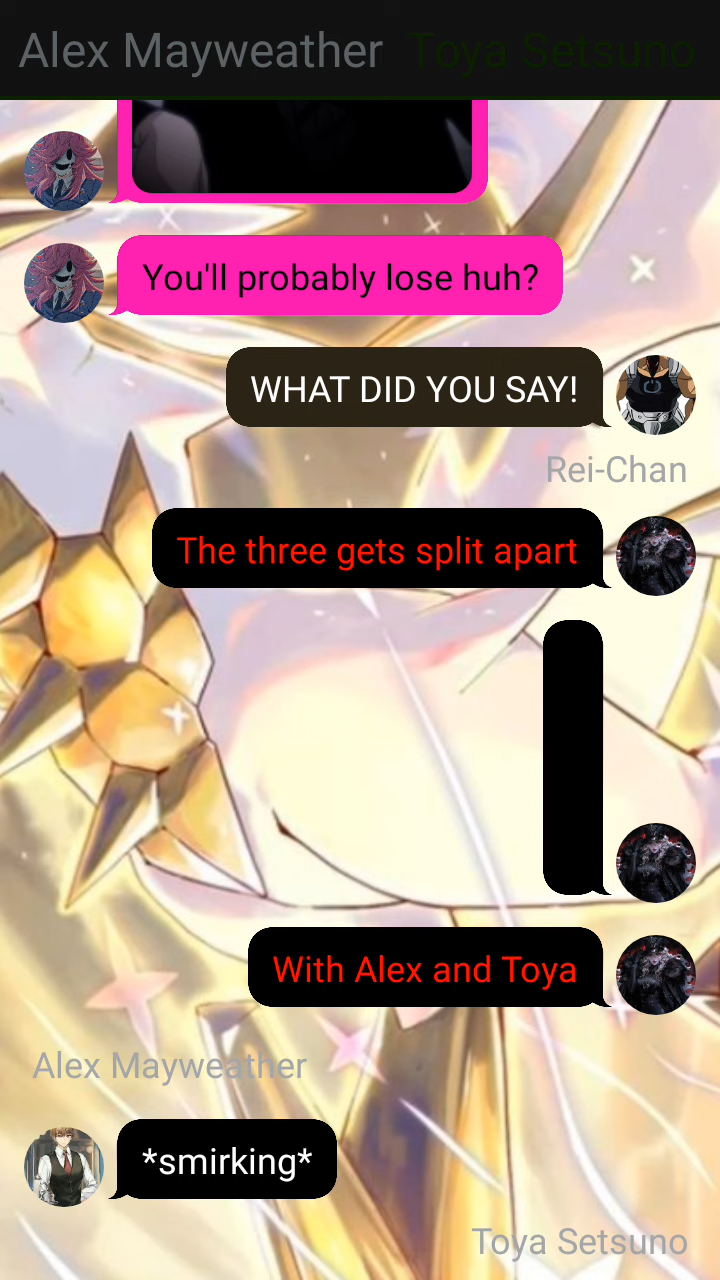 Alex Mayweather Toya Setsuno
You'll probably lose huh?
WHAT DID YOU SAY!
Rei-Chan
The three gets split apart
With Alex and Toya
Alex Mayweather
*smirking*
Toya Setsuno